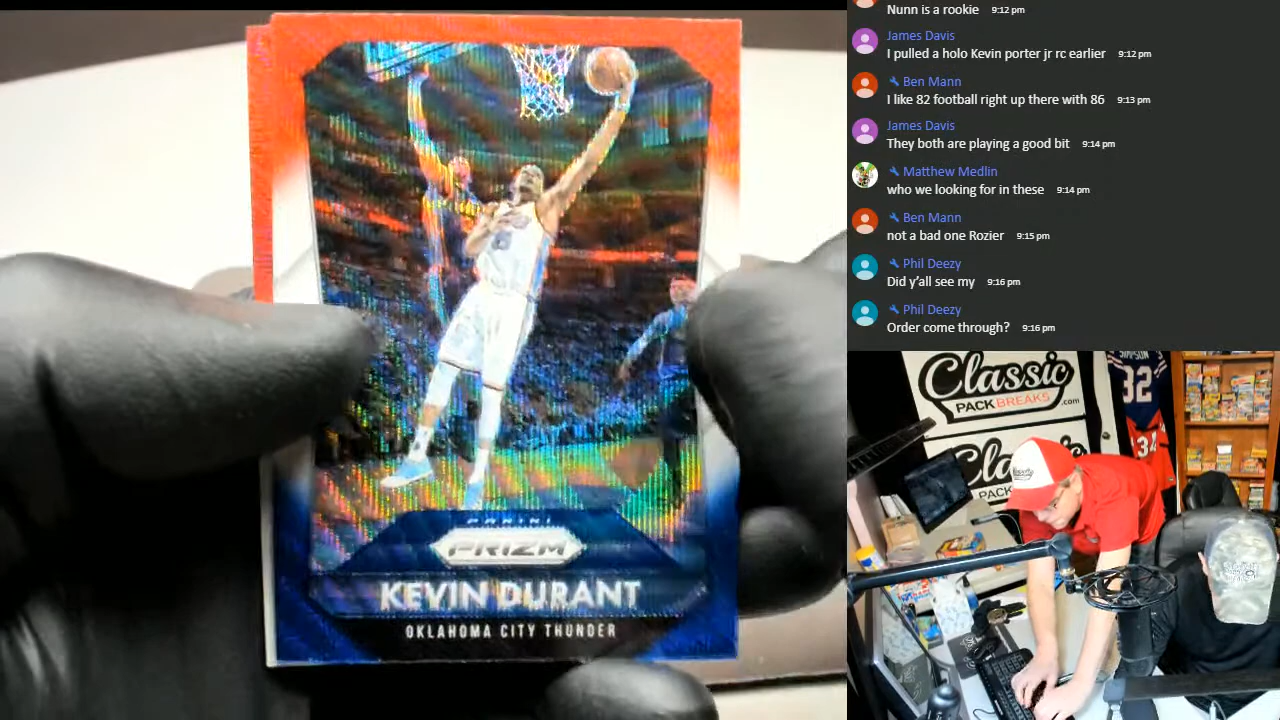 PANINI
PRIZM
KEVIN DURANT
OKLAHOMA CITY THUNDER
Nunn is a rookie 9:12 pm
James Davis
I pulled a holo Kevin porter jr rc earlier 9:12 pm
Ben Mann
I like 82 football right up there with 86 9:13 pm
James Davis
They both are playing a good bit 9:14 pm
Matthew Medlin
who we looking for in these 9:14 pm
Ben Mann
not a bad one Rozier 9:15 pm
Phil Deezy
Did y'all see my 9:16 pm
Phil Deezy
Order come through? 9:16 pm
Classic
PACKBREAKS.com
Cla
PACK
SIMPSON
32
34